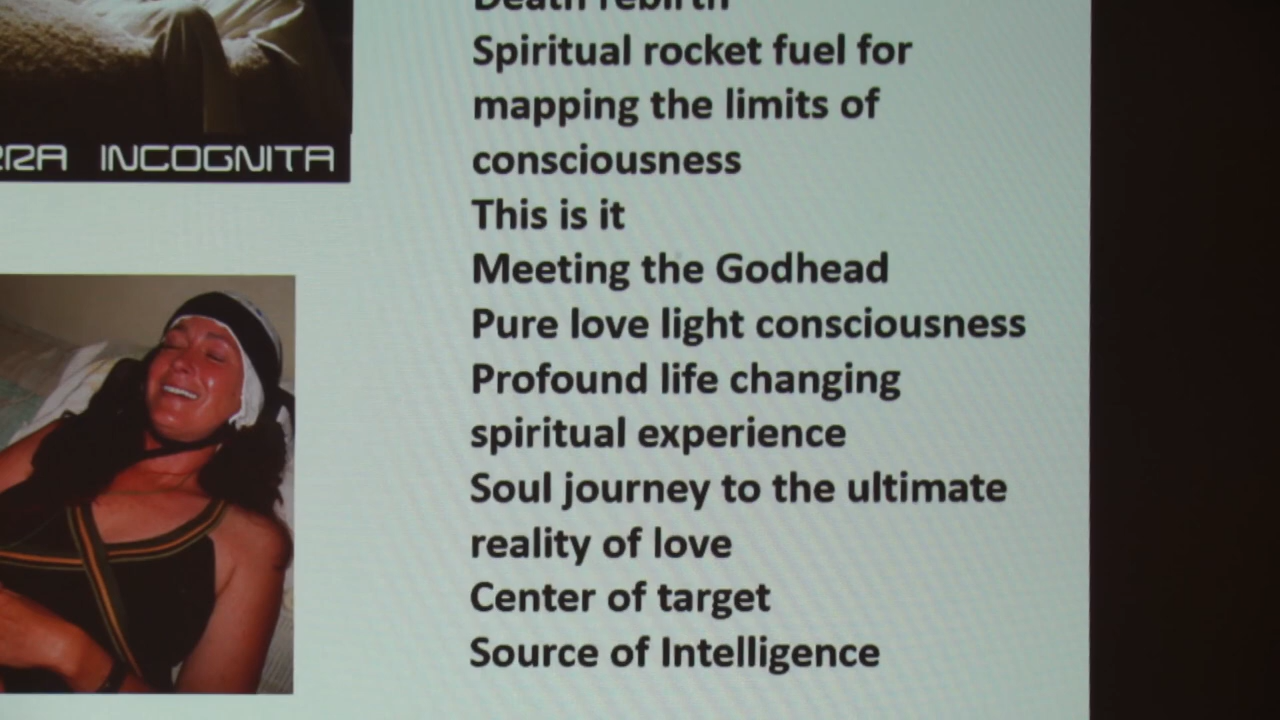 Death rebirth
Spiritual rocket fuel for
mapping the limits of
consciousness
This is it
Meeting the Godhead
Pure love light consciousness
Profound life changing
spiritual experience
Soul journey to the ultimate
reality of love
Center of target
Source of Intelligence
INCOGNITA